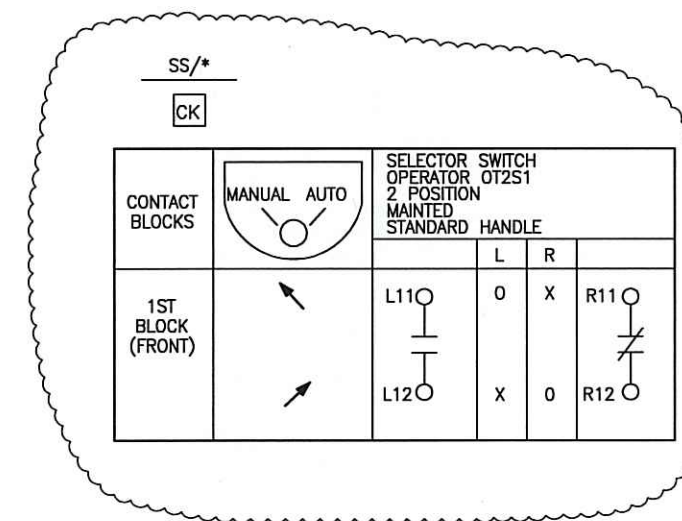 SS/*
CK
CONTACT
BLOCKS
MANUAL AUTO
SELECTOR SWITCH
OPERATOR OT2S1
2 POSITION
MAINTED
STANDARD HANDLE
L R
1ST
BLOCK
(FRONT)
L11 O X R11
L12 X O R12